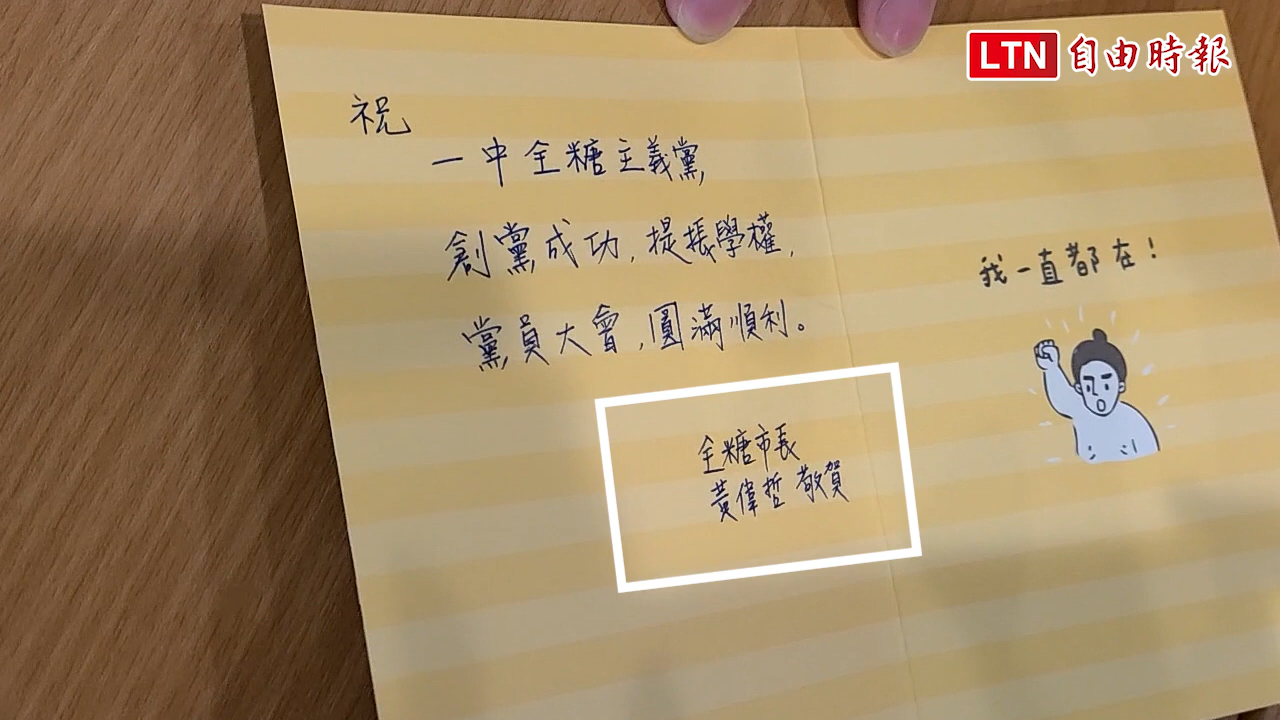 LTN 自由時報
祝
一中全糖主義黨
創黨成功，提振學權，
黨員大會，圓滿順利。
全糖市長
黃偉哲 敬賀
我一直都在！